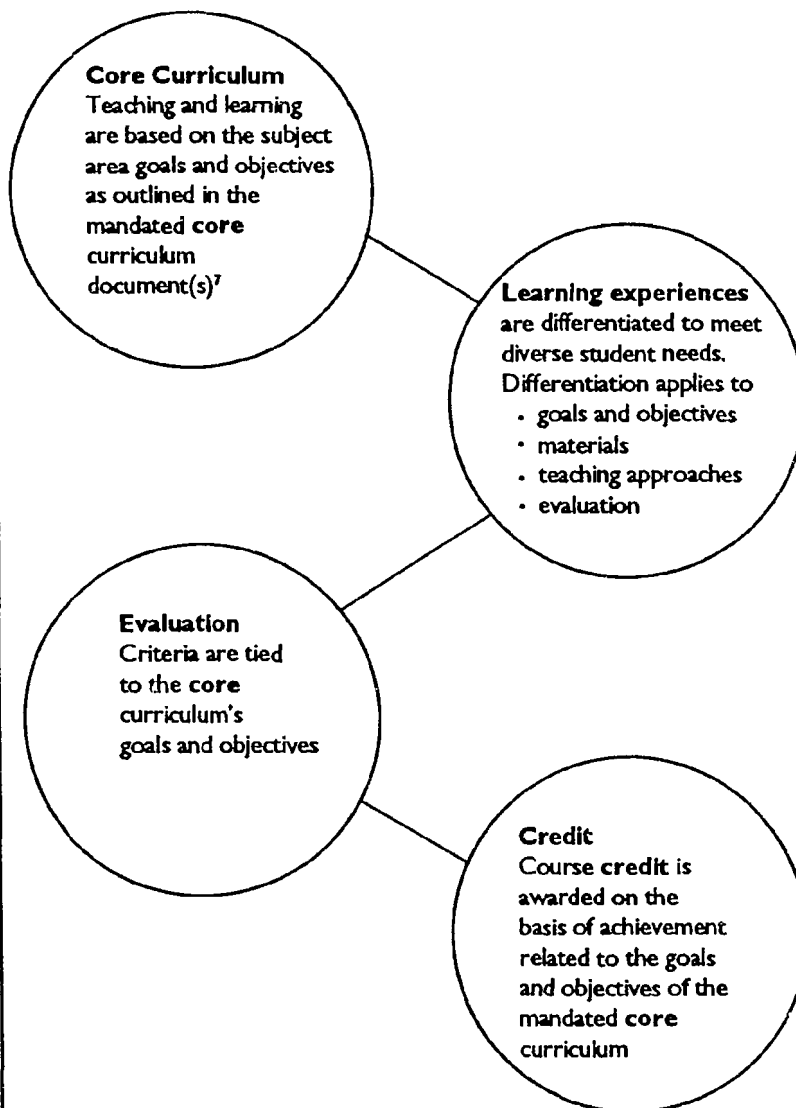 Core Curriculum
Teaching and learning
are based on the subject
area goals and objectives
as outlined in the
mandated core
curriculum
document(s)⁷
Learning experiences
are differentiated to meet
diverse student needs.
Differentiation applies to
• goals and objectives
• materials
• teaching approaches
• evaluation
Evaluation
Criteria are tied
to the core
curriculum's
goals and objectives
Credit
Course credit is
awarded on the
basis of achievement
related to the goals
and objectives of the
mandated core
curriculum